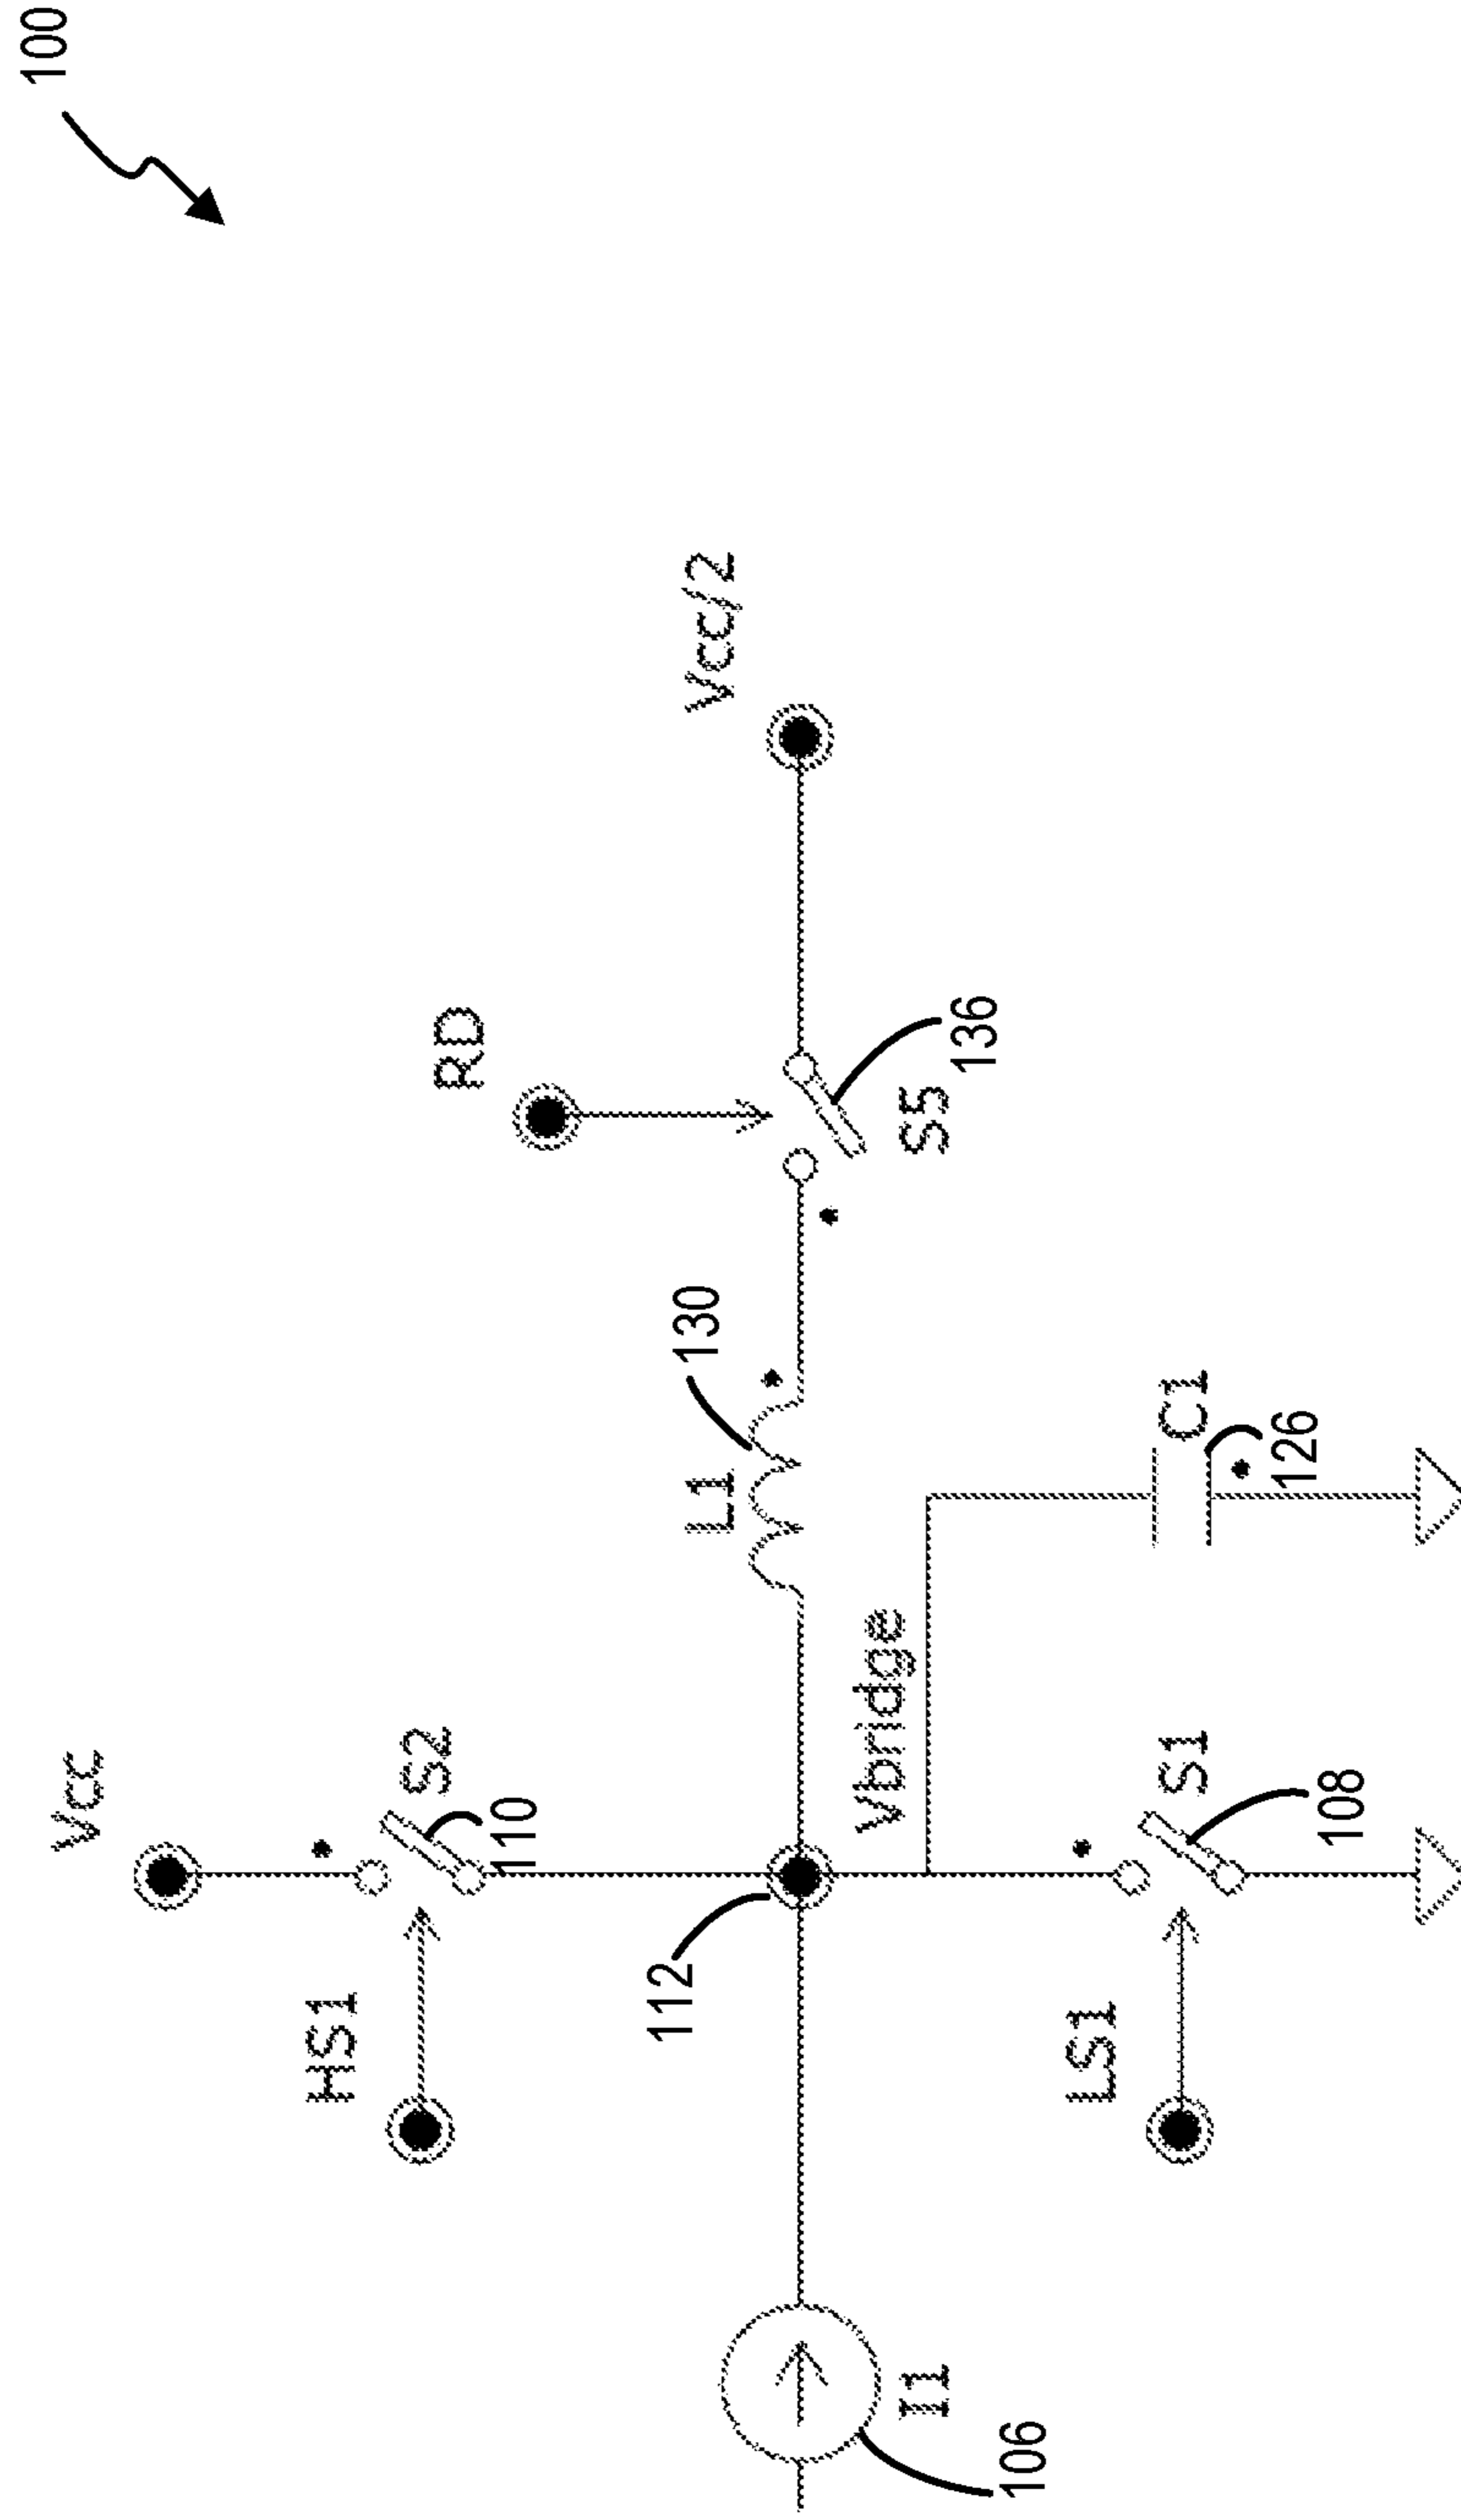 100
Vcc
HS1
S2
110
RD
Vcc/2
L1
130
112
Vbridge
S5
136
I1
106
LS1
S1
108
C1
126